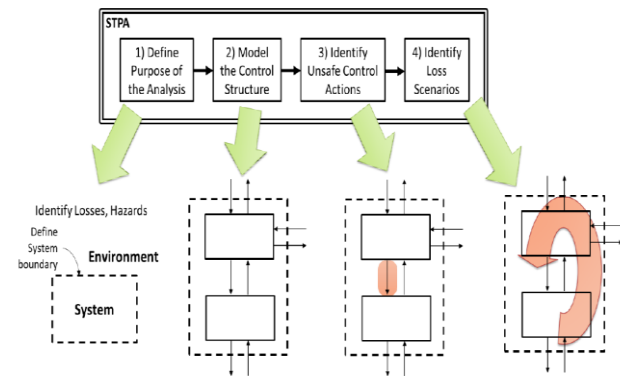 STPA
1) Define
Purpose of
the Analysis
2) Model
the Control
Structure
3) Identify
Unsafe Control
Actions
4) Identify
Loss
Scenarios
Identify Losses, Hazards
Define
System
boundary
Environment
System